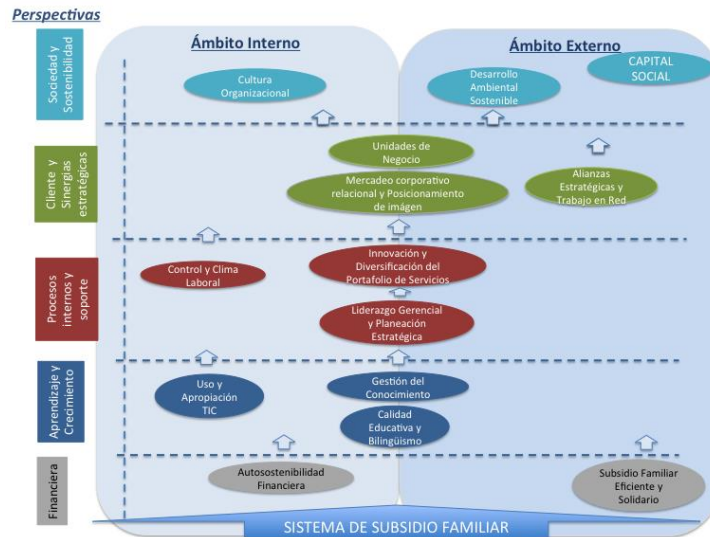 Perspectivas
Ámbito Interno
Ámbito Externo
Sociedad y
Sostenibilidad
Cultura
Organizacional
Desarrollo
Ambiental
Sostenible
CAPITAL
SOCIAL
Cliente y
Sinergias
estratégicas
Unidades de
Negocio
Mercadeo corporativo
relacional y Posicionamiento
de imágen
Alianzas
Estratégicas y
Trabajo en Red
Procesos
internos y
soporte
Control y Clima
Laboral
Innovación y
Diversificación del
Portafolio de Servicios
Liderazgo Gerencial
y Planeación
Estratégica
Aprendizaje y
Crecimiento
Uso y
Apropiación
TIC
Gestión del
Conocimiento
Calidad
Educativa y
Bilingüismo
Financiera
Autosostenibilidad
Financiera
Subsidio Familiar
Eficiente y
Solidario
SISTEMA DE SUBSIDIO FAMILIAR